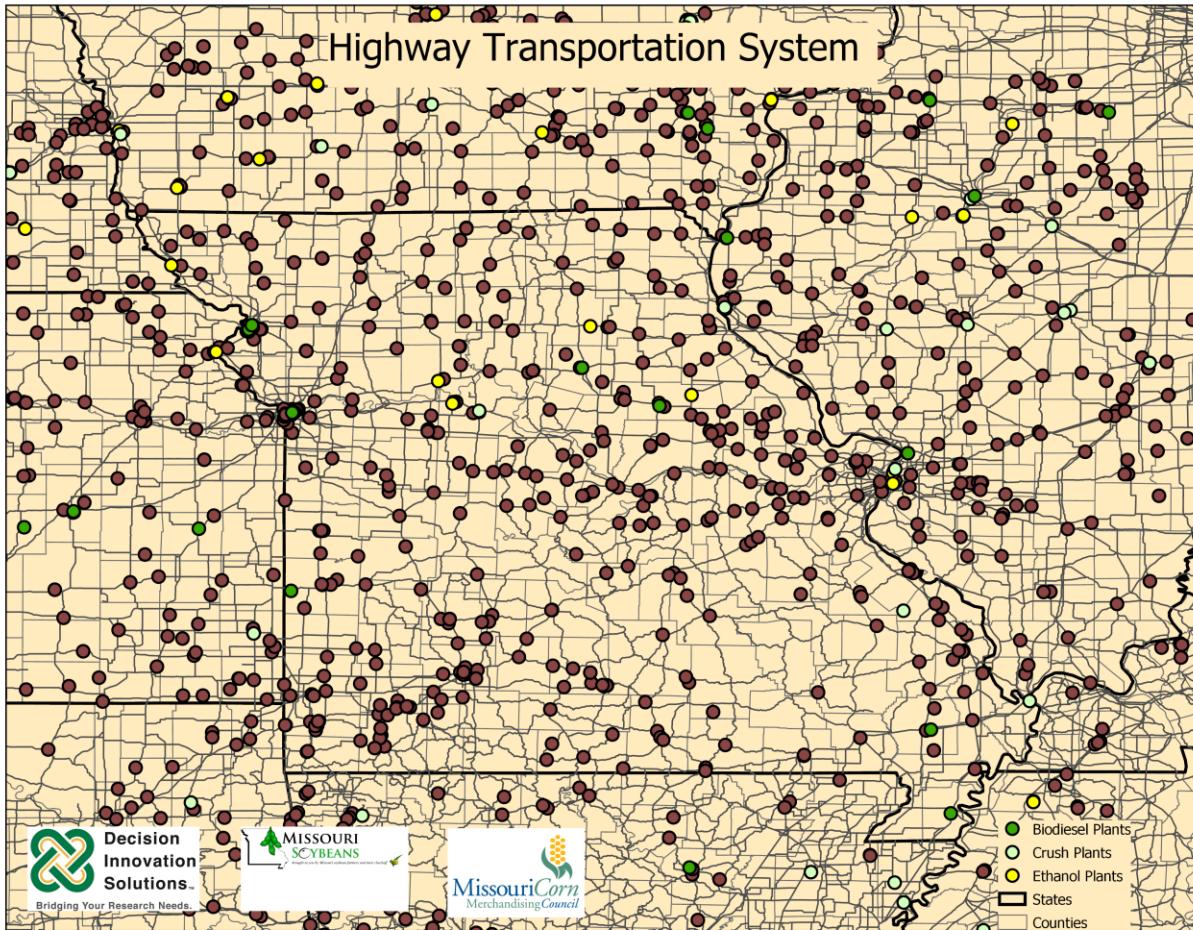 Highway Transportation System
Decision
Innovation
Solutions
Bridging Your Research Needs.
MISSOURI
SOYBEANS
MissouriCorn
Merchandising Council
Biodiesel Plants
Crush Plants
Ethanol Plants
States
Counties